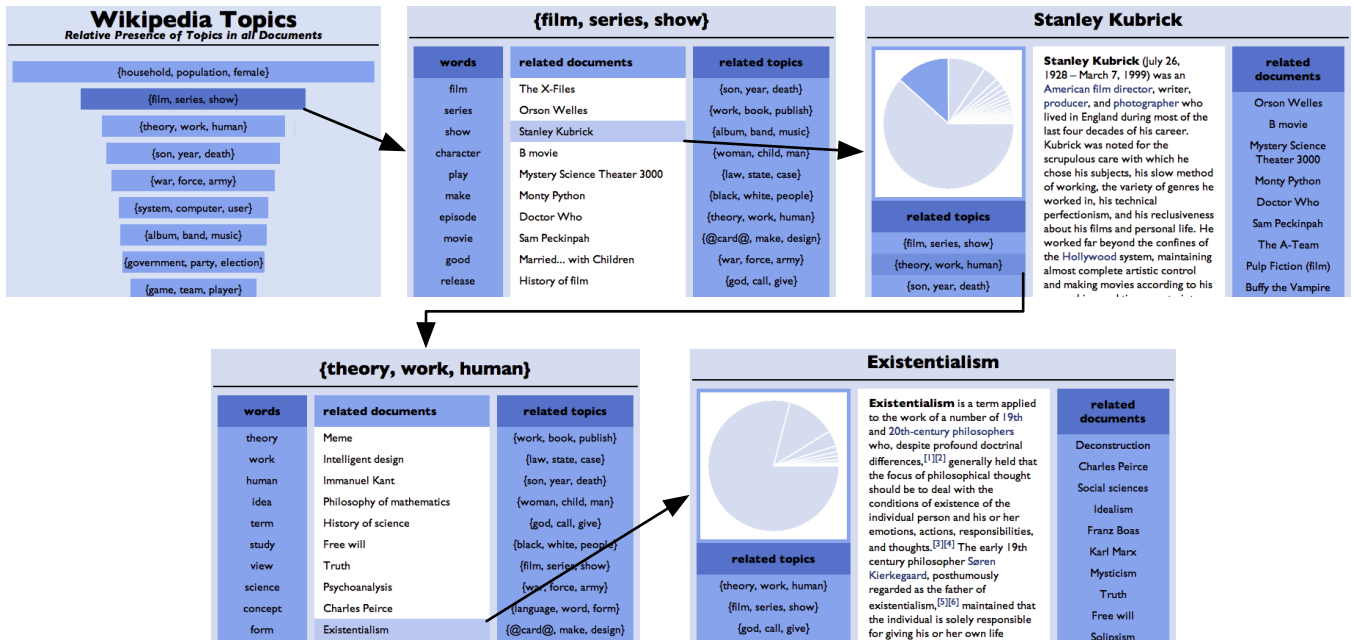 Wikipedia Topics
Relative Presence of Topics in all Documents
{household, population, female}
{film, series, show}
{theory, work, human}
{son, year, death}
{war, force, army}
{system, computer, user}
{album, band, music}
{government, party, election}
{game, team, player}
{film, series, show}
words
film
series
show
character
play
make
episode
movie
good
release
related documents
The X-Files
Orson Welles
Stanley Kubrick
B movie
Mystery Science Theater 3000
Monty Python
Doctor Who
Sam Peckinpah
Married... with Children
History of film
related topics
{son, year, death}
{work, book, publish}
{album, band, music}
{woman, child, man}
{law, state, case}
{black, white, people}
{theory, work, human}
{@card@, make, design}
{war, force, army}
{god, call, give}
Stanley Kubrick
related topics
{film, series, show}
{theory, work, human}
{son, year, death}
Stanley Kubrick (July 26,
1928 – March 7, 1999) was an
American film director, writer,
producer, and photographer who
lived in England during most of the
last four decades of his career.
Kubrick was noted for the
scrupulous care with which he
chose his subjects, his slow method
of working, the variety of genres he
worked in, his technical
perfectionism, and his reclusiveness
about his films and personal life. He
worked far beyond the confines of
the Hollywood system, maintaining
almost complete artistic control
and making movies according to his
related
documents
Orson Welles
B movie
Mystery Science
Theater 3000
Monty Python
Doctor Who
Sam Peckinpah
The A-Team
Pulp Fiction (film)
Buffy the Vampire
{theory, work, human}
words
theory
work
human
idea
term
study
view
science
concept
form
related documents
Meme
Intelligent design
Immanuel Kant
Philosophy of mathematics
History of science
Free will
Truth
Psychoanalysis
Charles Peirce
Existentialism
related topics
{work, book, publish}
{law, state, case}
{son, year, death}
{woman, child, man}
{god, call, give}
{black, white, people}
{film, series, show}
{war, force, army}
{language, word, form}
{@card@, make, design}
Existentialism
related topics
{theory, work, human}
{film, series, show}
{god, call, give}
Existentialism is a term applied
to the work of a number of 19th
and 20th-century philosophers
who, despite profound doctrinal
differences,[1][2] generally held that
the focus of philosophical thought
should be to deal with the
conditions of existence of the
individual person and his or her
emotions, actions, responsibilities,
and thoughts.[3][4] The early 19th
century philosopher Søren
Kierkegaard, posthumously
regarded as the father of
existentialism,[5][6] maintained that
the individual is solely responsible
for giving his or her own life
related
documents
Deconstruction
Charles Peirce
Social sciences
Idealism
Franz Boas
Karl Marx
Mysticism
Truth
Free will
Solipsism